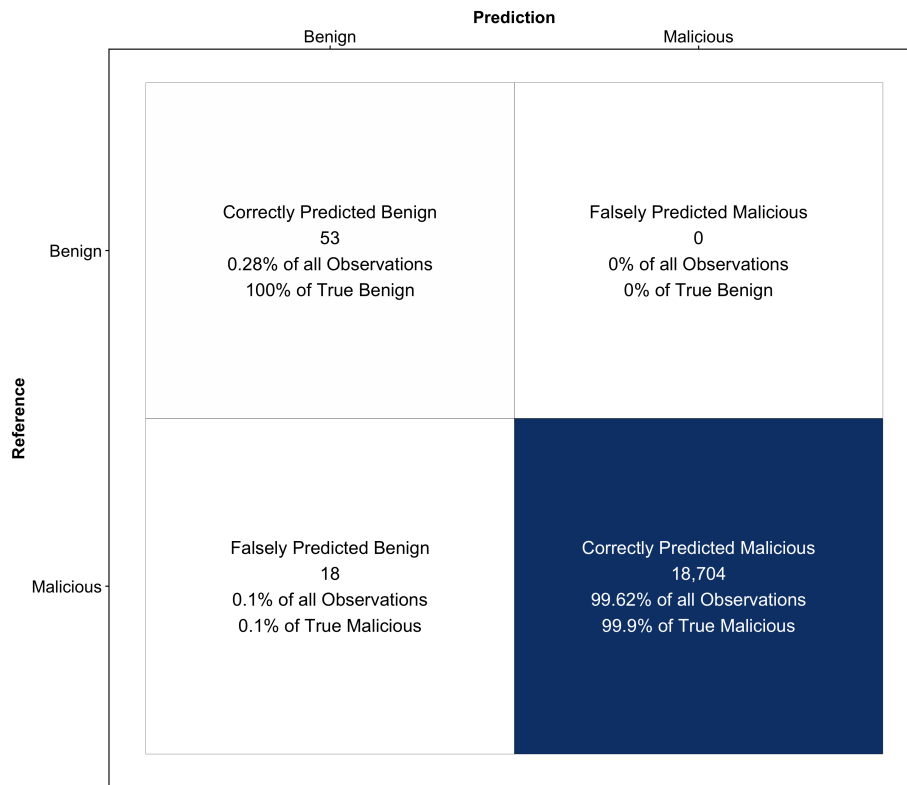 Prediction
Benign
Malicious
Correctly Predicted Benign
53
0.28% of all Observations
100% of True Benign
Falsely Predicted Malicious
0
0% of all Observations
0% of True Benign
Benign
Reference
Falsely Predicted Benign
18
0.1% of all Observations
0.1% of True Malicious
Correctly Predicted Malicious
18,704
99.62% of all Observations
99.9% of True Malicious
Malicious